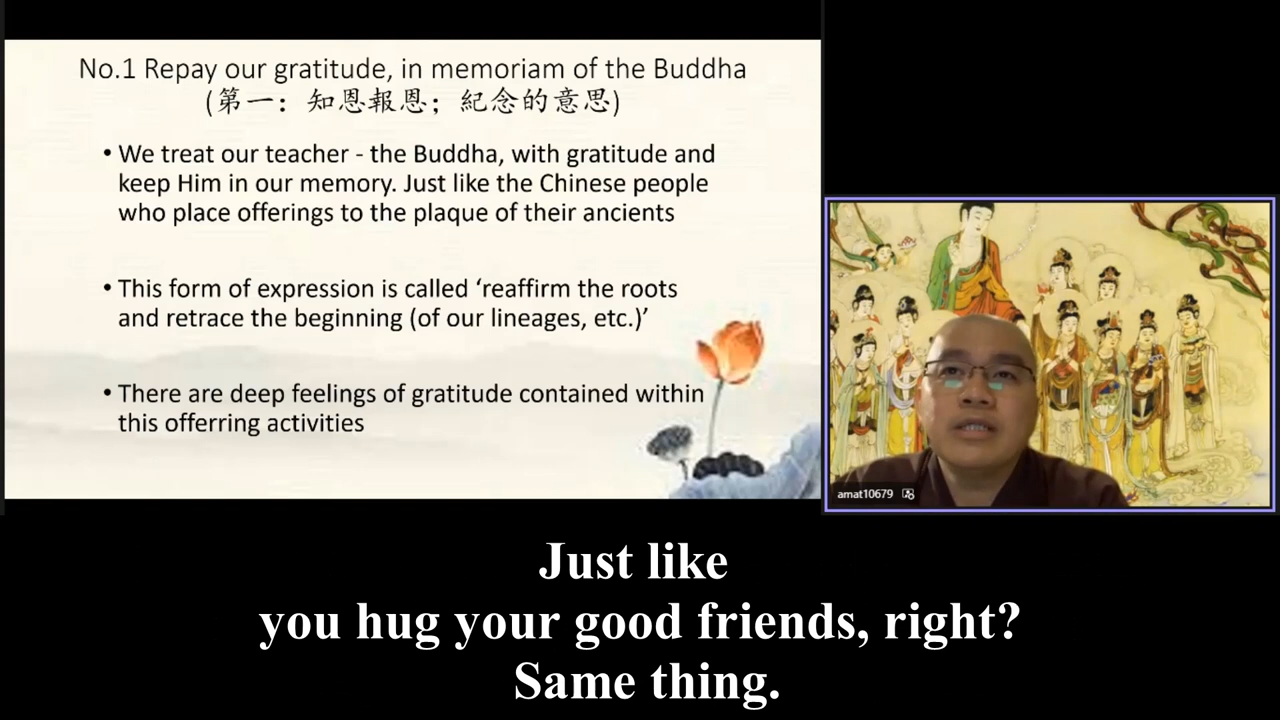 No.1 Repay our gratitude, in memoriam of the Buddha
(第一：知恩報恩；紀念的意思)
• We treat our teacher - the Buddha, with gratitude and
keep Him in our memory. Just like the Chinese people
who place offerings to the plaque of their ancients
• This form of expression is called ‘reaffirm the roots
and retrace the beginning (of our lineages, etc.)’
• There are deep feelings of gratitude contained within
this offerring activities
amat10679
Just like
you hug your good friends, right?
Same thing.